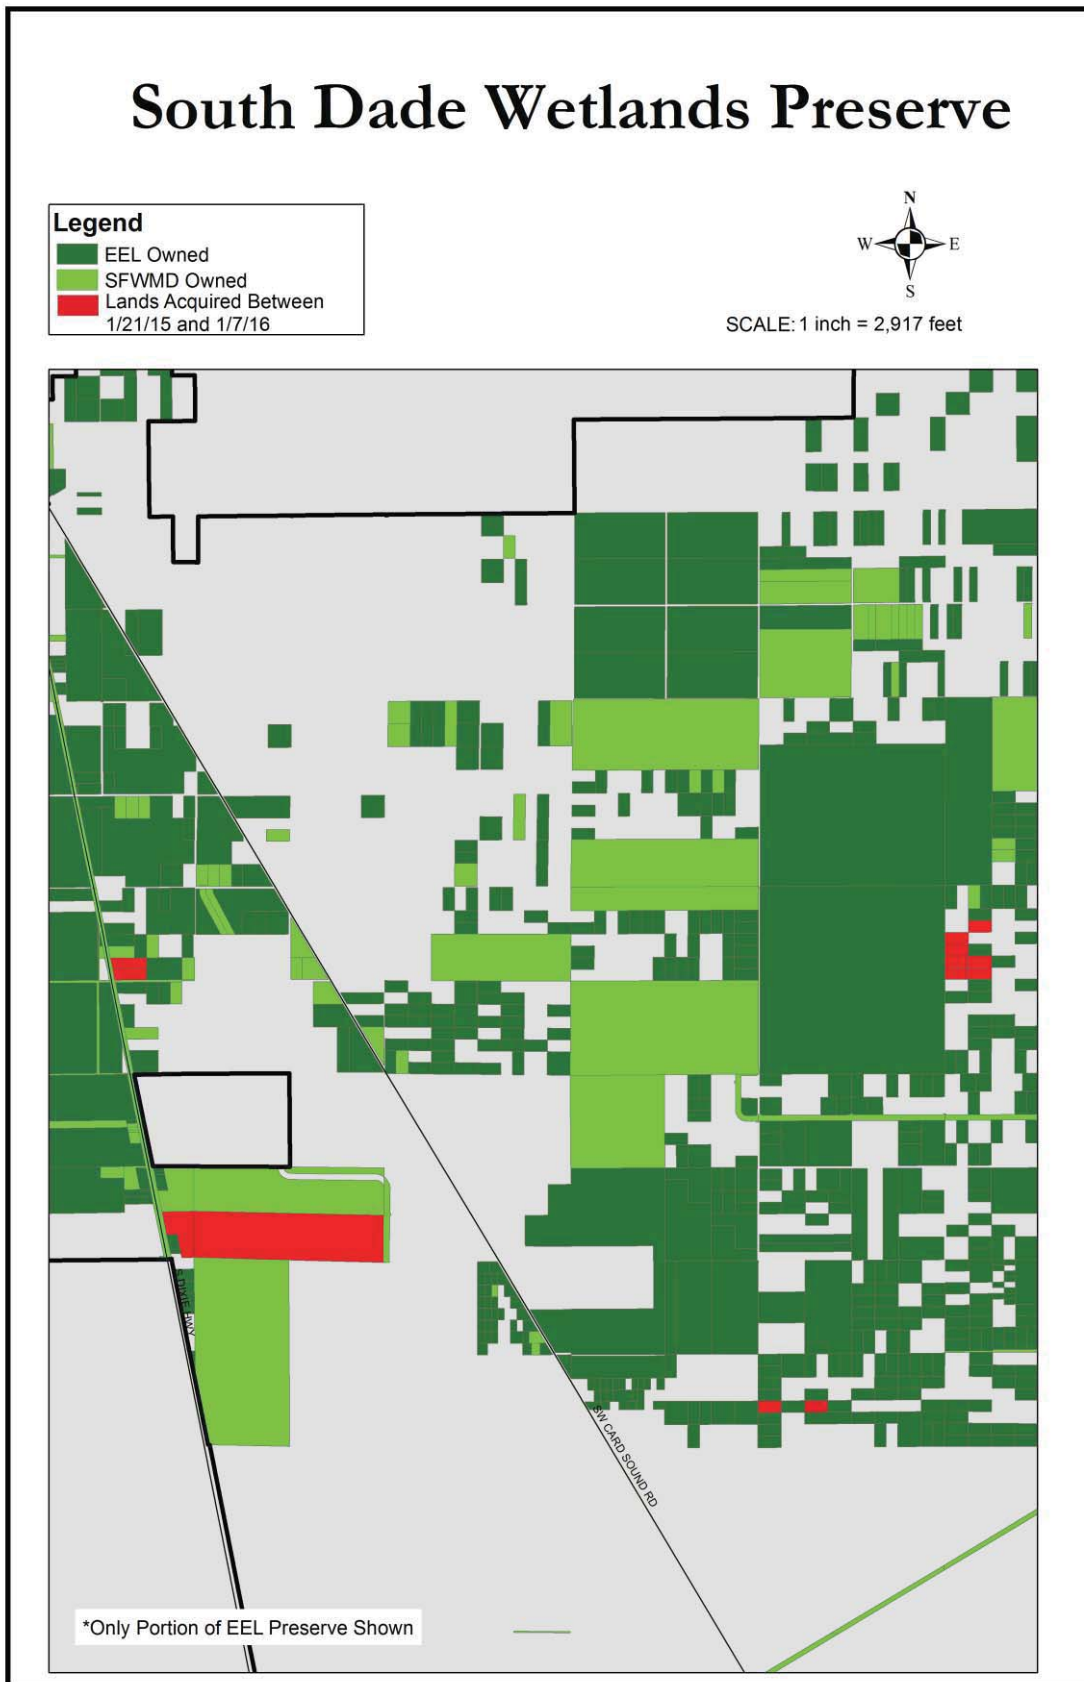 South Dade Wetlands Preserve
Legend
EEL Owned
SFWMD Owned
Lands Acquired Between
1/21/15 and 1/7/16
N
W E
S
SCALE: 1 inch = 2,917 feet
S DIXIE HWY
SW CARD SOUND RD
*Only Portion of EEL Preserve Shown